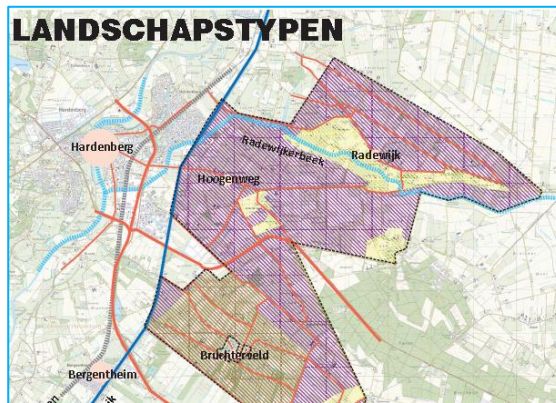 LANDSCHAPSTYPEN
Hardenberg
Radewijkerbeek
Radewijk
Hoogenweg
Bruchterveld
Bergentheim